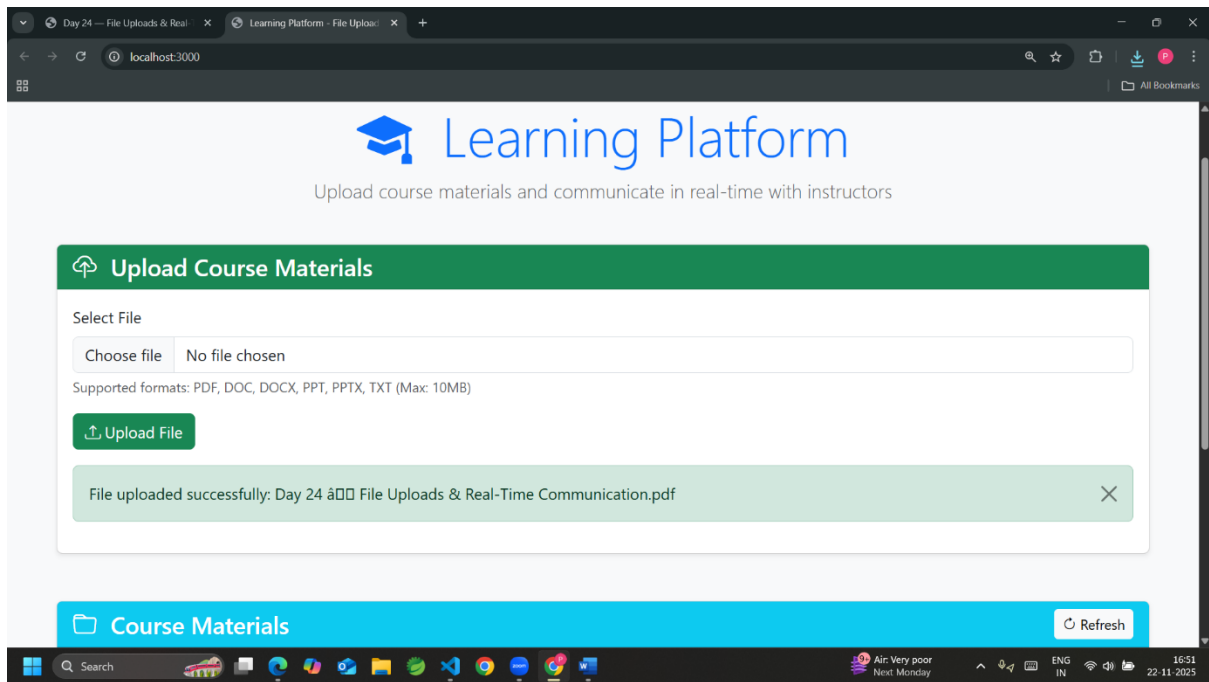 Day 24 — File Uploads & Real-
Learning Platform - File Upload
localhost:3000
P
All Bookmarks
Learning Platform
Upload course materials and communicate in real-time with instructors
Upload Course Materials
Select File
Choose file No file chosen
Supported formats: PDF, DOC, DOCX, PPT, PPTX, TXT (Max: 10MB)
Upload File
File uploaded successfully: Day 24 â□□ File Uploads & Real-Time Communication.pdf
Course Materials
Refresh
Search
9+
Air: Very poor
Next Monday
ENG
IN
16:51
22-11-2025